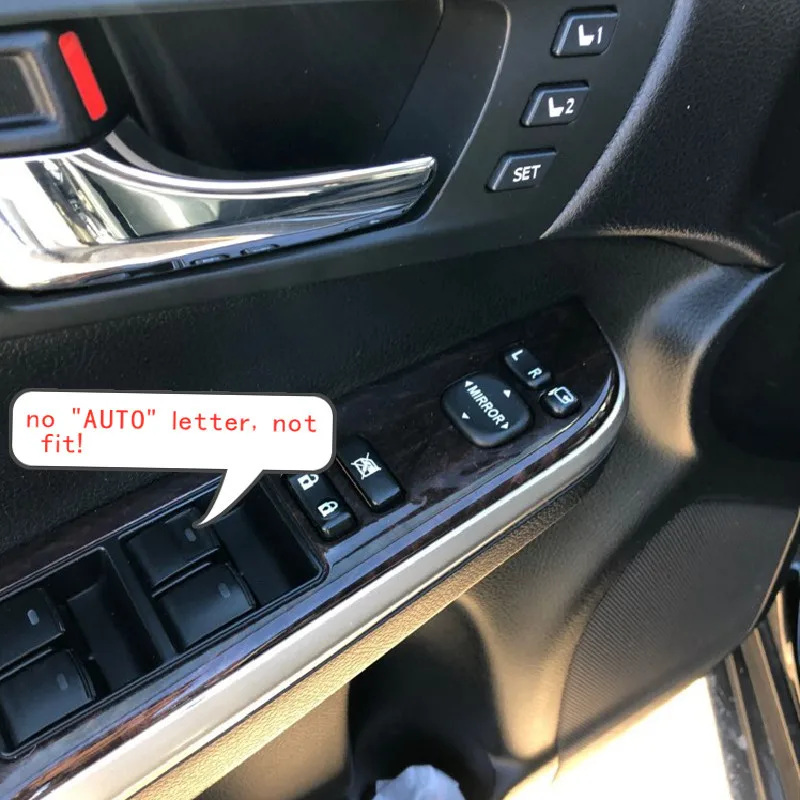 1
2
SET
L R
MIRROR
no "AUTO" letter, not
fit!